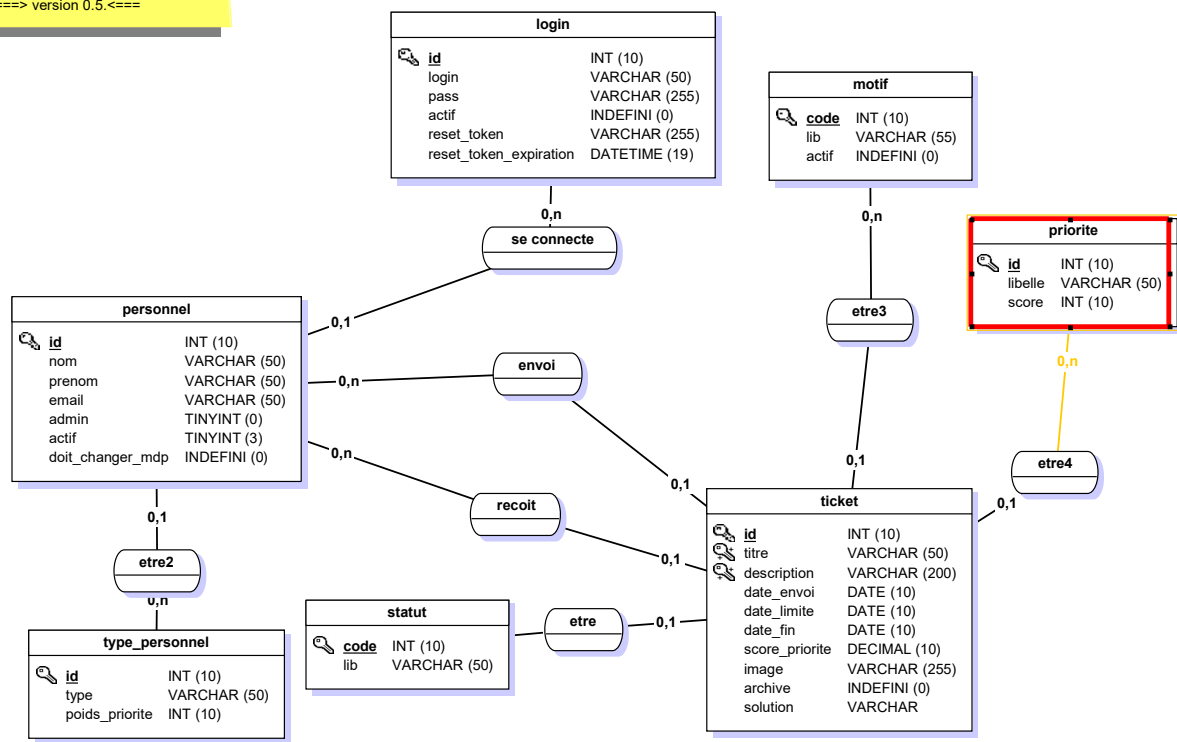 ===> version 0.5.<===
login
id INT (10)
login VARCHAR (50)
pass VARCHAR (255)
actif INDEFINI (0)
reset_token VARCHAR (255)
reset_token_expiration DATETIME (19)
motif
code INT (10)
lib VARCHAR (55)
actif INDEFINI (0)
0,n
se connecte
0,1
0,n
etre3
0,1
priorite
id INT (10)
libelle VARCHAR (50)
score INT (10)
0,n
etre4
0,1
personnel
id INT (10)
nom VARCHAR (50)
prenom VARCHAR (50)
email VARCHAR (50)
admin TINYINT (0)
actif TINYINT (3)
doit_changer_mdp INDEFINI (0)
0,n
envoi
0,1
0,n
recoit
0,1
0,1
etre2
0,n
type_personnel
id INT (10)
type VARCHAR (50)
poids_priorite INT (10)
statut
code INT (10)
lib VARCHAR (50)
etre
0,1
ticket
id INT (10)
titre VARCHAR (50)
description VARCHAR (200)
date_envoi DATE (10)
date_limite DATE (10)
date_fin DATE (10)
score_priorite DECIMAL (10)
image VARCHAR (255)
archive INDEFINI (0)
solution VARCHAR